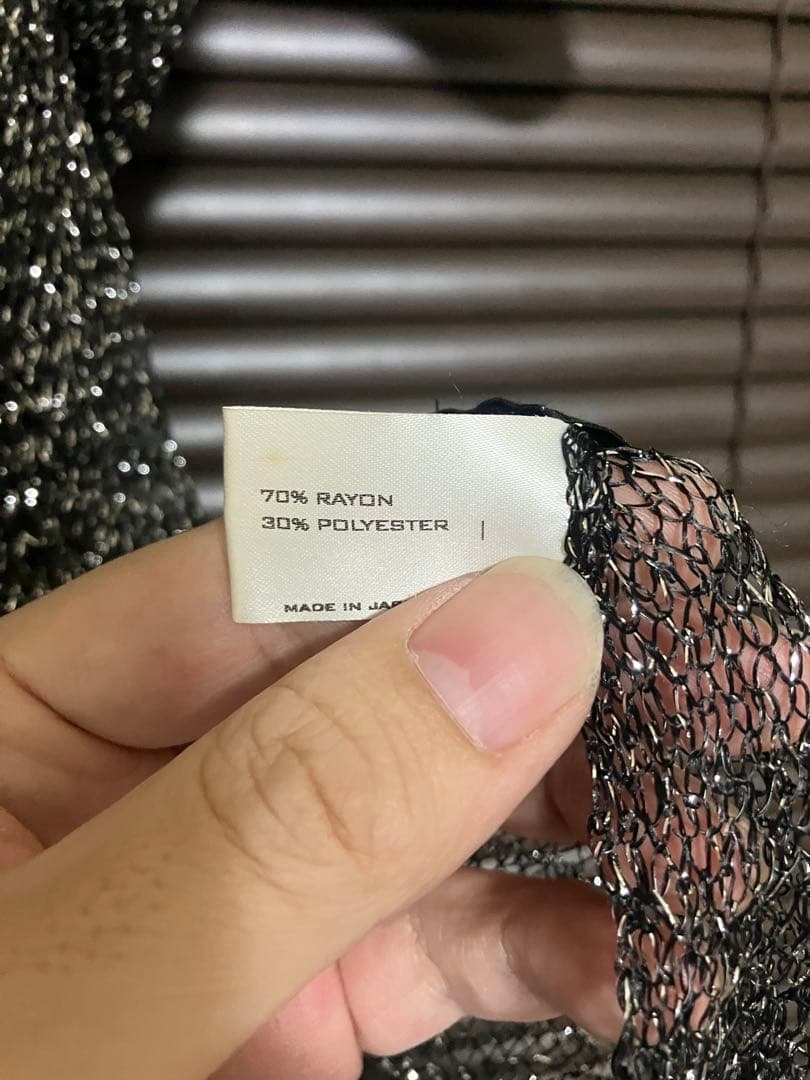 70% RAYON
30% POLYESTER
MADE IN